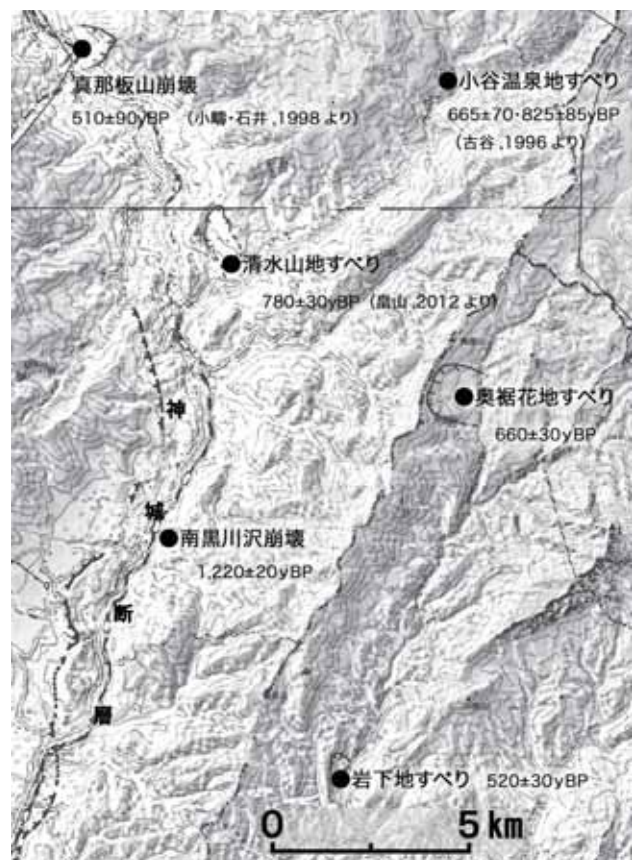 真那板山崩壊
510±90yBP （小疇・石井 ,1998 より）
小谷温泉地すべり
665±70・825±85yBP
（古谷 ,1996 より）
清水山地すべり
780±30yBP （畠山 ,2012 より）
奥裾花地すべり
660±30yBP
神
城
断
層
南黒川沢崩壊
1,220±20yBP
岩下地すべり 520±30yBP
0 5 km